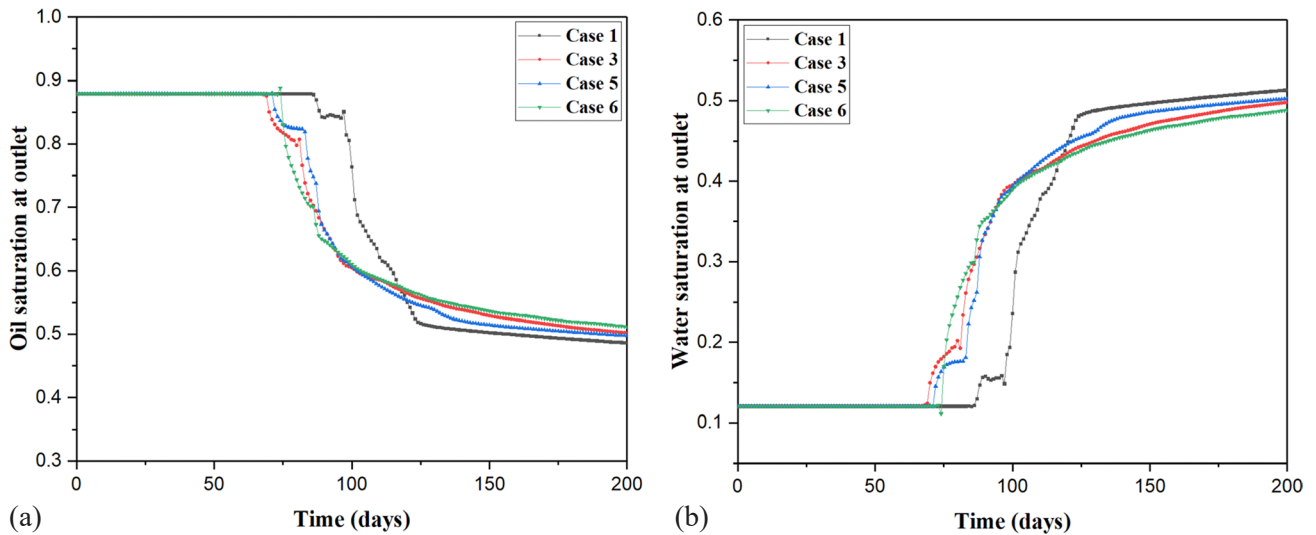 1.0
0.9
0.8
0.7
0.6
0.5
0.4
0.3
Oil saturation at outlet
Case 1
Case 3
Case 5
Case 6
0
50
100
150
200
Time (days)
(a)
0.6
0.5
0.4
0.3
0.2
0.1
Water saturation at outlet
Case 1
Case 3
Case 5
Case 6
0
50
100
150
200
Time (days)
(b)